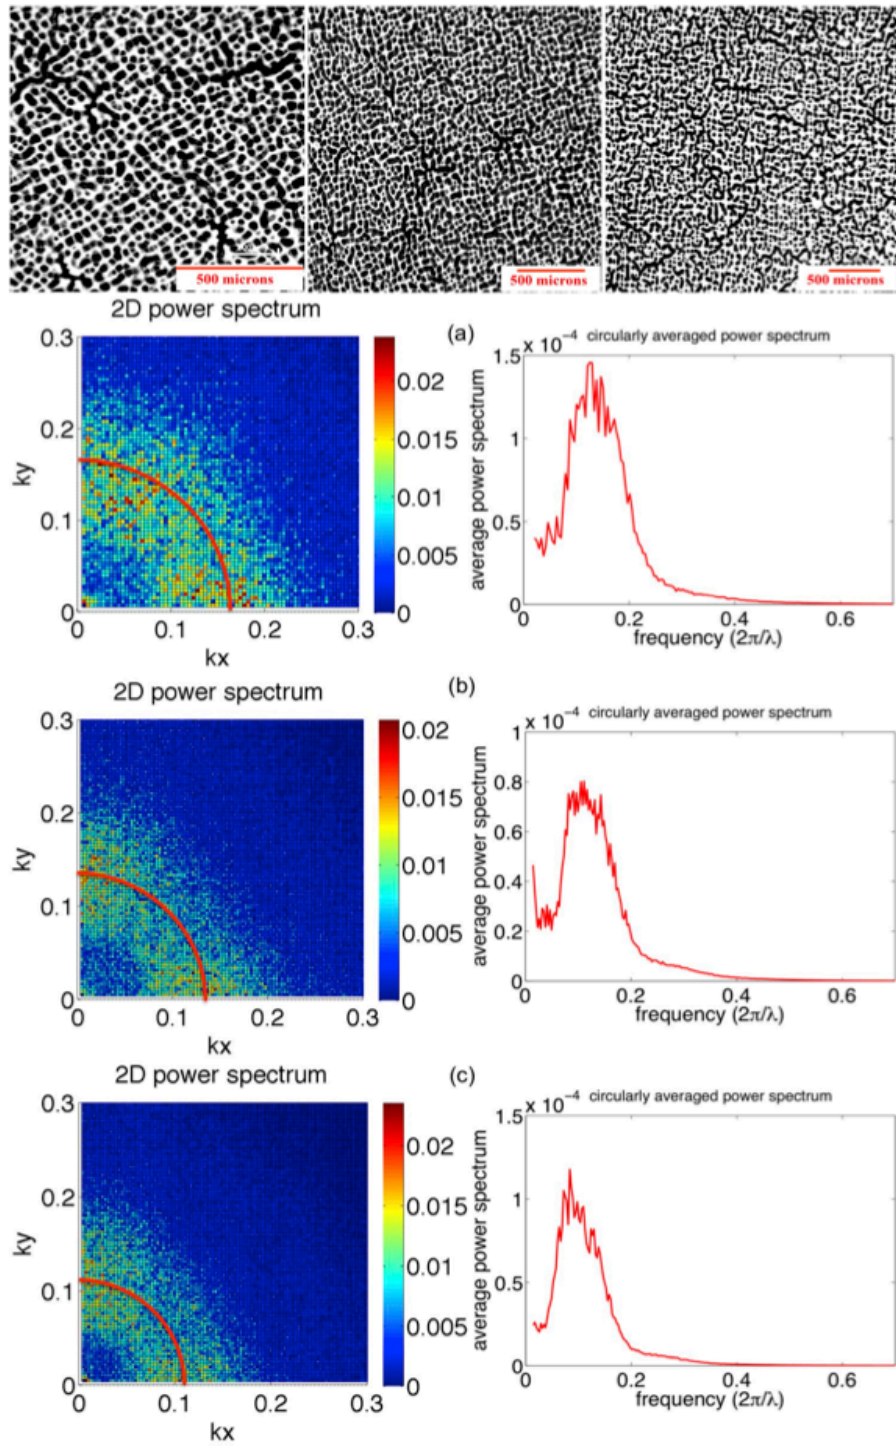 500 microns
500 microns
500 microns
2D power spectrum
(a)
x 10-4 circularly averaged power spectrum
0.3
0.2
0.1
0
ky
0 0.1 0.2 0.3
kx
0.02
0.015
0.01
0.005
0
1.5
1
0.5
0
average power spectrum
0 0.2 0.4 0.6
frequency (2π/λ)
2D power spectrum
(b)
x 10-4 circularly averaged power spectrum
0.3
0.2
0.1
0
ky
0 0.1 0.2 0.3
kx
0.02
0.015
0.01
0.005
0
1
0.8
0.6
0.4
0.2
0
average power spectrum
0 0.2 0.4 0.6
frequency (2π/λ)
2D power spectrum
(c)
x 10-4 circularly averaged power spectrum
0.3
0.2
0.1
0
ky
0 0.1 0.2 0.3
kx
0.02
0.015
0.01
0.005
0
1.5
1
0.5
0
average power spectrum
0 0.2 0.4 0.6
frequency (2π/λ)